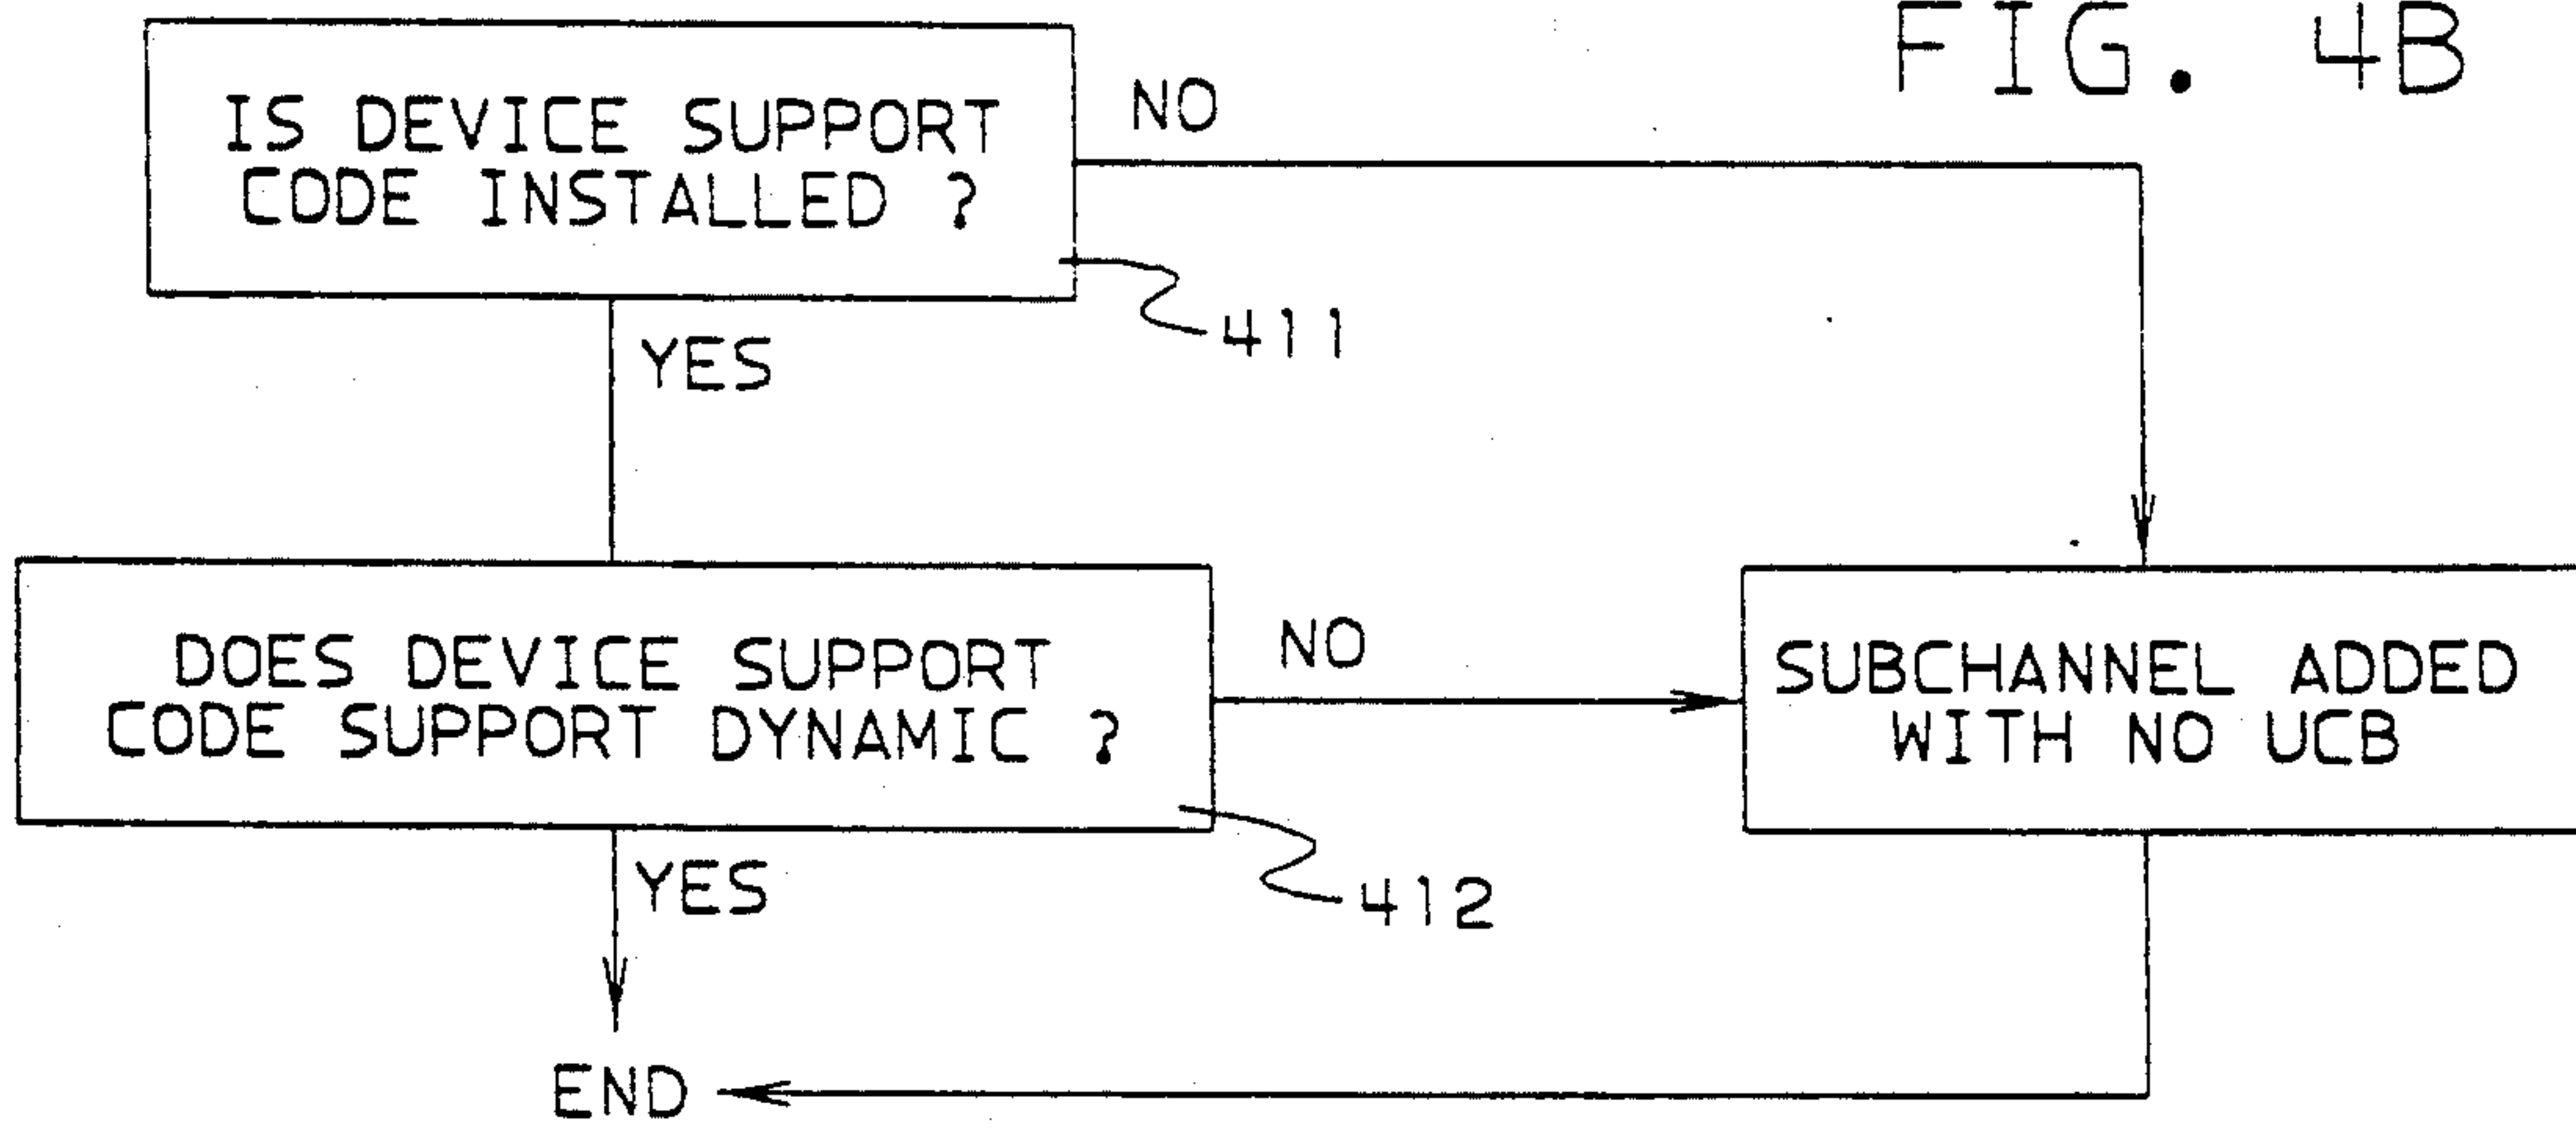 FIG. 4B
IS DEVICE SUPPORT
CODE INSTALLED ?
NO
411
YES
DOES DEVICE SUPPORT
CODE SUPPORT DYNAMIC ?
NO
SUBCHANNEL ADDED
WITH NO UCB
412
YES
END